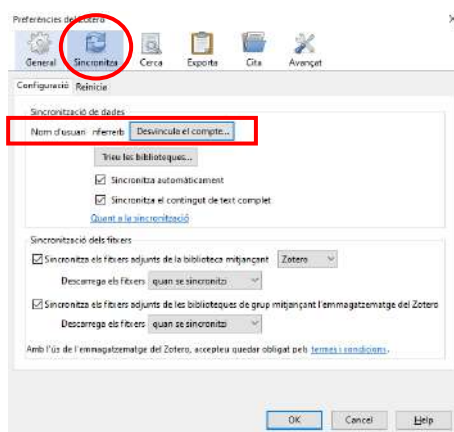 Preferències del Zotero
General Sincronitza Cerca Exporta Cita Avançat
Configuració Reinicia
Sincronització de dades
Nom d'usuari nferrerb Desvincula el compte...
Trieu les biblioteques...
Sincronitza automàticament
Sincronitza el contingut de text complet
Quant a la sincronització
Sincronització dels fitxers
Sincronitza els fitxers adjunts de la biblioteca mitjançant Zotero
Descarrega els fitxers quan se sincronitzi
Sincronitza els fitxers adjunts de les biblioteques de grup mitjançant l'emmagatzematge del Zotero
Descarrega els fitxers quan se sincronitzi
Amb l'ús de l'emmagatzematge del Zotero, accepteu quedar obligat pels termes i condicions.
OK Cancel Help